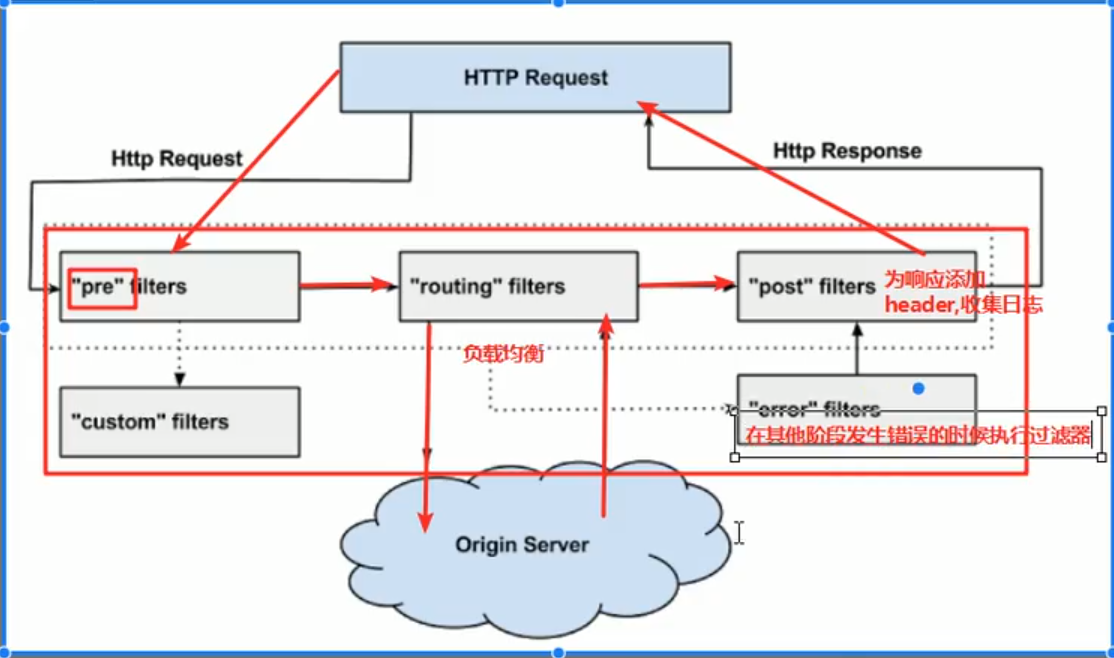 HTTP Request
Http Request
Http Response
"pre" filters
"routing" filters
"post" filters
为响应添加
header,收集日志
负载均衡
"custom" filters
"error" filters
在其他阶段发生错误的时候执行过滤器
Origin Server